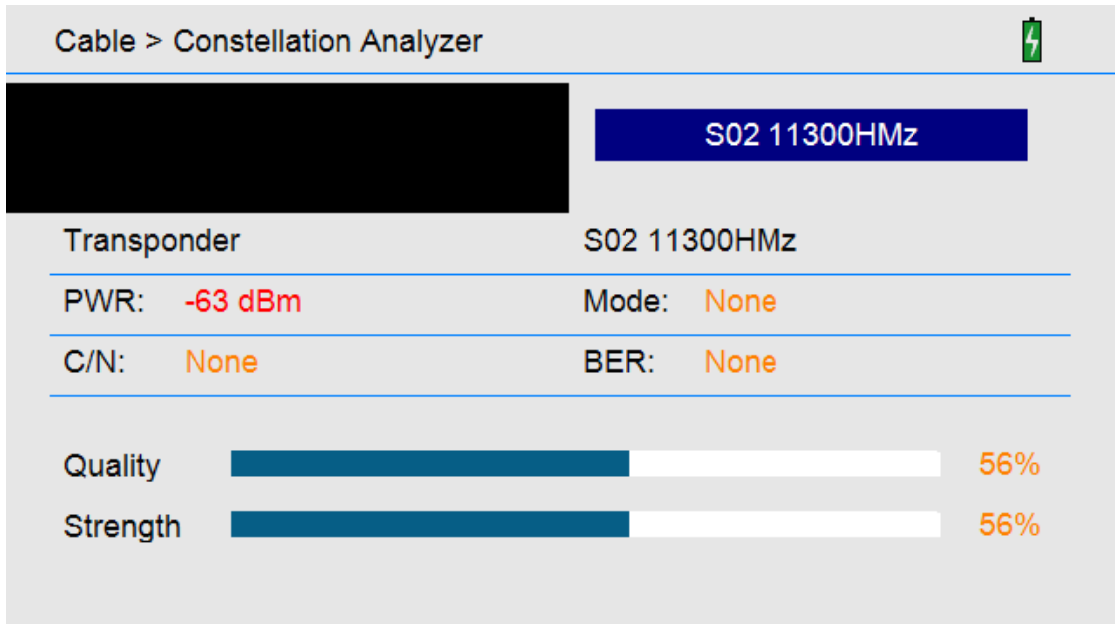 Cable > Constellation Analyzer
S02 11300HMz
Transponder S02 11300HMz
PWR: -63 dBm Mode: None
C/N: None BER: None
Quality 56%
Strength 56%